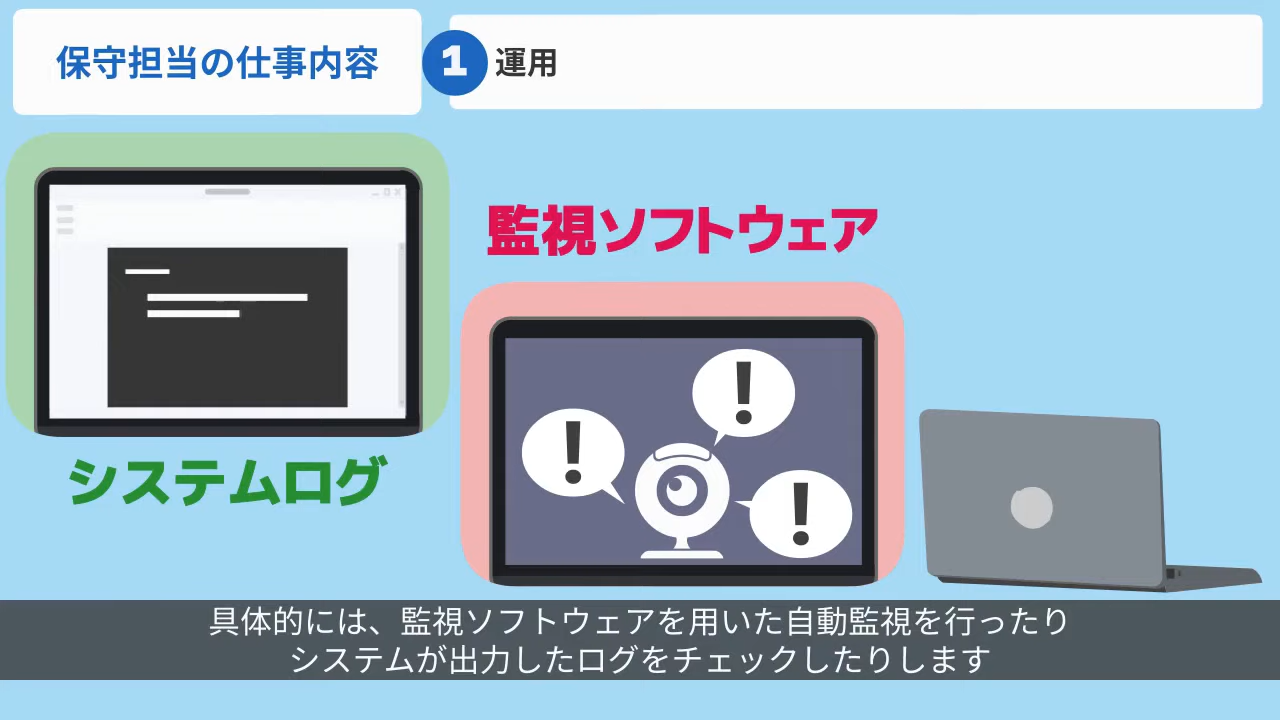 保守担当の仕事内容
1 運用
監視ソフトウェア
システムログ
具体的には、監視ソフトウェアを用いた自動監視を行ったり
システムが出力したログをチェックしたりします